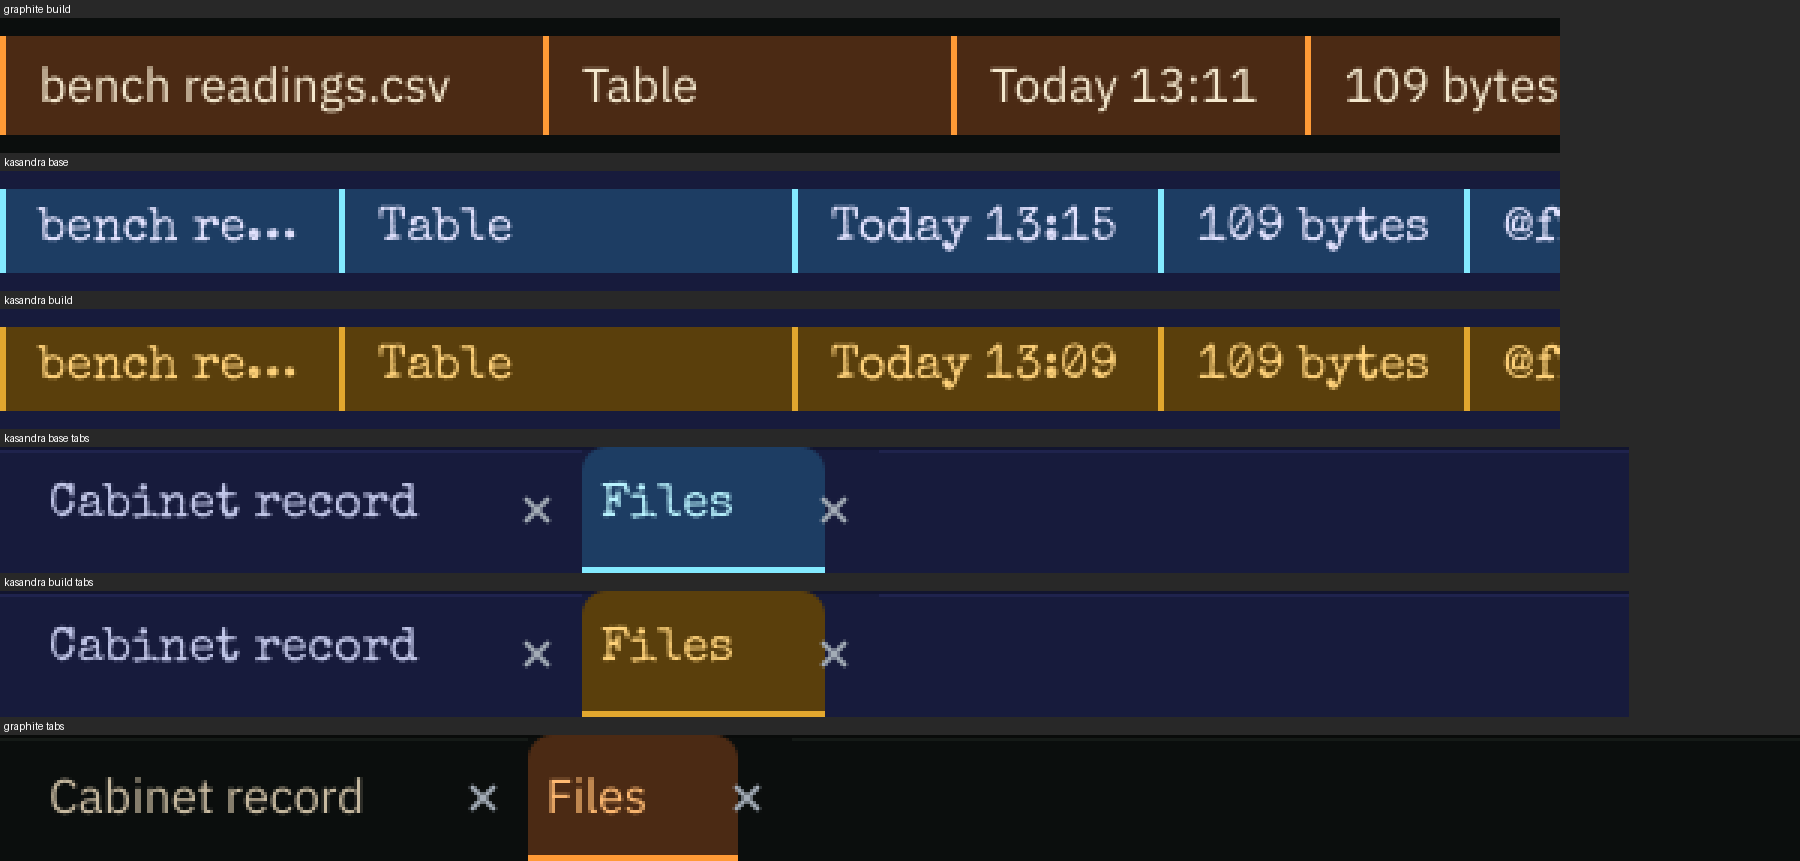 graphite build
bench readings.csv Table Today 13:11 109 bytes
kasandra base
bench re... Table Today 13:15 109 bytes @f
kasandra build
bench re... Table Today 13:09 109 bytes @f
kasandra base tabs
Cabinet record × Files ×
kasandra build tabs
Cabinet record × Files ×
graphite tabs
Cabinet record × Files ×